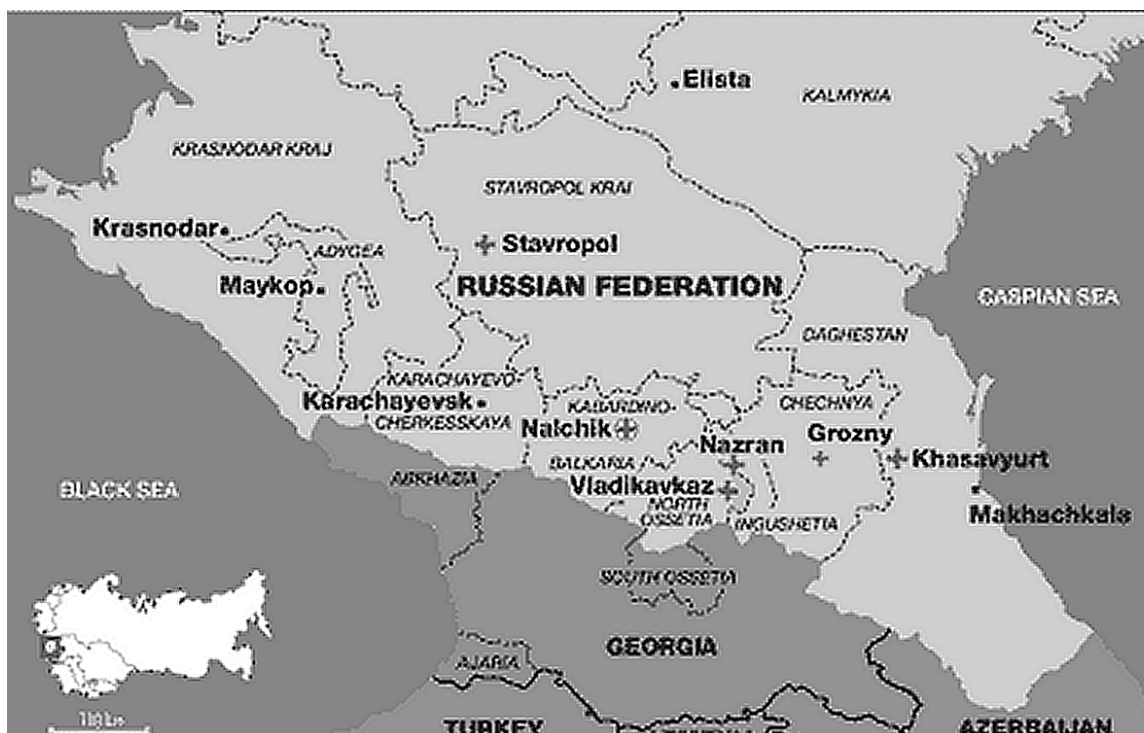 Elista
KALMYKIA
KRASNODAR KRAJ
STAVROPOL KRAI
Krasnodar
ADYGEA
Stavropol
Maykop
RUSSIAN FEDERATION
CASPIAN SEA
DAGHESTAN
KARACHAYEVO-
CHERKESSKAYA
Karachayevsk
KABARDINO-
BALKARIA
CHECHNYA
Nalchik
Nazran
Grozny
Khasavyurt
ABKHAZIA
BLACK SEA
Vladikavkaz
NORTH
OSSETIA
INGUSHETIA
Makhachkala
SOUTH OSSETIA
GEORGIA
AJARIA
TURKEY
AZERBAIJAN